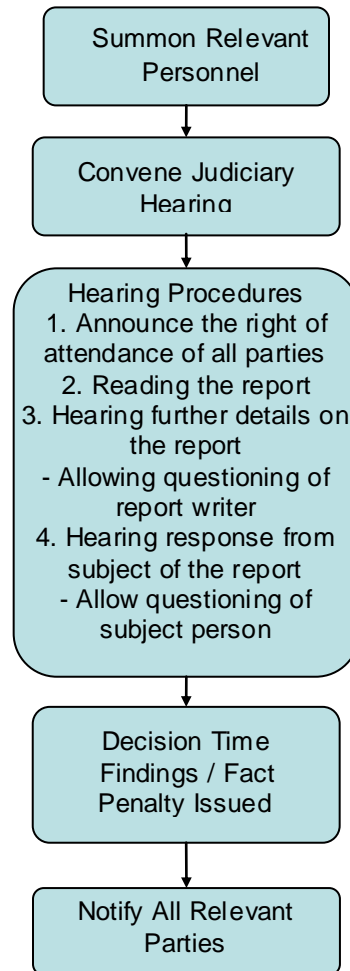 Summon Relevant
Personnel
Convene Judiciary
Hearing
Hearing Procedures
1. Announce the right of
attendance of all parties
2. Reading the report
3. Hearing further details on
the report
- Allowing questioning of
report writer
4. Hearing response from
subject of the report
- Allow questioning of
subject person
Decision Time
Findings / Fact
Penalty Issued
Notify All Relevant
Parties